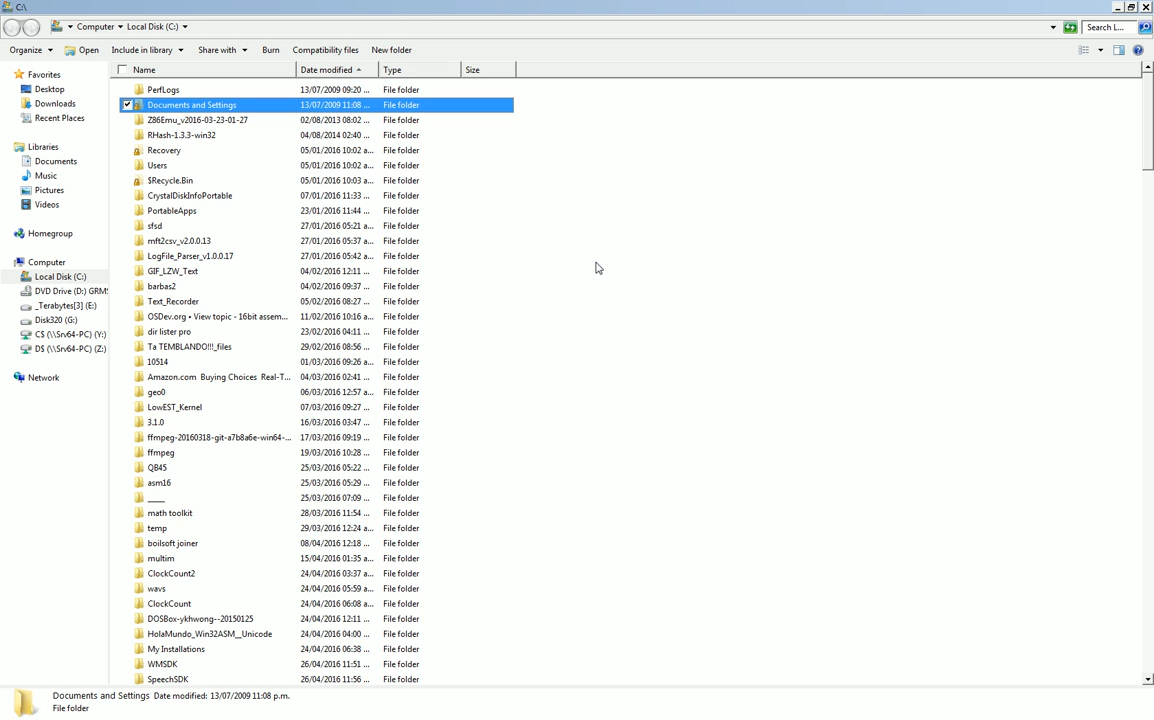 C:\
Computer Local Disk (C:) Search L...
Organize Open Include in library Share with Burn Compatibility files New folder
Name Date modified Type Size
Favorites
Desktop
Downloads
Recent Places
Libraries
Documents
Music
Pictures
Videos
Homegroup
Computer
Local Disk (C:)
DVD Drive (D:) GRMS
_Terabytes[3] (E:)
Disk320 (G:)
C$ (\\Srv64-PC) (Y:)
D$ (\\Srv64-PC) (Z:)
Network
PerfLogs 13/07/2009 09:20 ... File folder
Documents and Settings 13/07/2009 11:08 ... File folder
Z86Emu_v2016-03-23-01-27 02/08/2013 08:02 ... File folder
RHash-1.3.3-win32 04/08/2014 02:40 ... File folder
Recovery 05/01/2016 10:02 a... File folder
Users 05/01/2016 10:02 a... File folder
$Recycle.Bin 05/01/2016 10:03 a... File folder
CrystalDiskInfoPortable 07/01/2016 11:33 ... File folder
PortableApps 23/01/2016 11:44 ... File folder
sfsd 27/01/2016 05:21 a... File folder
mft2csv_v2.0.0.13 27/01/2016 05:37 a... File folder
LogFile_Parser_v1.0.0.17 27/01/2016 05:42 a... File folder
GIF_LZW_Text 04/02/2016 12:11 ... File folder
barbas2 04/02/2016 09:37 ... File folder
Text_Recorder 05/02/2016 08:27 ... File folder
OSDev.org • View topic - 16bit assem... 11/02/2016 10:16 a... File folder
dir lister pro 23/02/2016 04:11 ... File folder
Ta TEMBLANDO!!!_files 29/02/2016 08:56 ... File folder
10514 01/03/2016 09:26 a... File folder
Amazon.com Buying Choices Real-T... 04/03/2016 02:41 ... File folder
geo0 06/03/2016 12:57 a... File folder
LowEST_Kernel 07/03/2016 09:27 ... File folder
3.1.0 16/03/2016 03:47 ... File folder
ffmpeg-20160318-git-a7b8a6e-win64-... 17/03/2016 09:19 ... File folder
ffmpeg 19/03/2016 10:28 ... File folder
QB45 25/03/2016 05:22 ... File folder
asm16 25/03/2016 05:29 ... File folder
____ 25/03/2016 07:09 ... File folder
math toolkit 28/03/2016 11:54 ... File folder
temp 29/03/2016 12:24 a... File folder
boilsoft joiner 08/04/2016 12:18 ... File folder
multim 15/04/2016 01:35 a... File folder
ClockCount2 24/04/2016 03:37 a... File folder
wavs 24/04/2016 05:59 a... File folder
ClockCount 24/04/2016 06:08 a... File folder
DOSBox-ykhwong--20150125 24/04/2016 12:11 ... File folder
HolaMundo_Win32ASM__Unicode 24/04/2016 04:00 ... File folder
My Installations 24/04/2016 06:38 ... File folder
WMSDK 26/04/2016 11:51 ... File folder
SpeechSDK 26/04/2016 11:56 ... File folder
Documents and Settings Date modified: 13/07/2009 11:08 p.m.
File folder